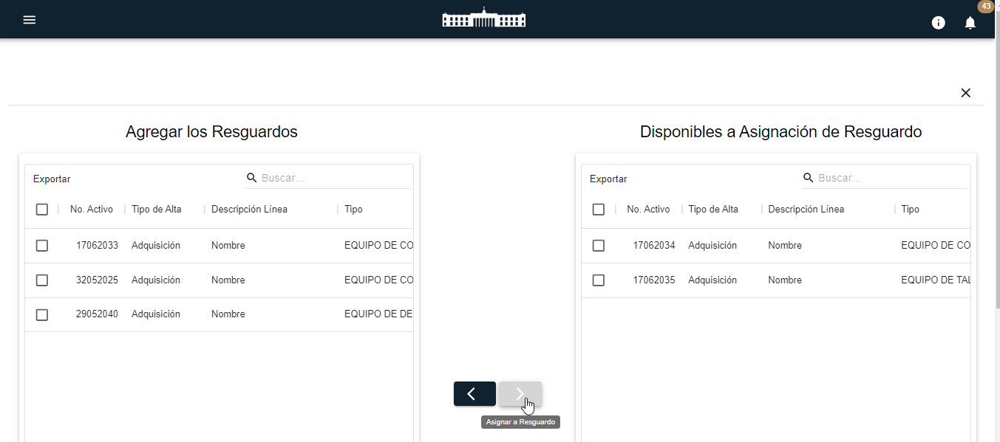 43
Agregar los Resguardos
Exportar
Buscar...
No. Activo Tipo de Alta Descripción Línea Tipo
17062033 Adquisición Nombre EQUIPO DE CO
32052025 Adquisición Nombre EQUIPO DE CO
29052040 Adquisición Nombre EQUIPO DE DE
Disponibles a Asignación de Resguardo
Exportar
Buscar...
No. Activo Tipo de Alta Descripción Línea Tipo
17062034 Adquisición Nombre EQUIPO DE CO
17062035 Adquisición Nombre EQUIPO DE TAL
Asignar a Resguardo